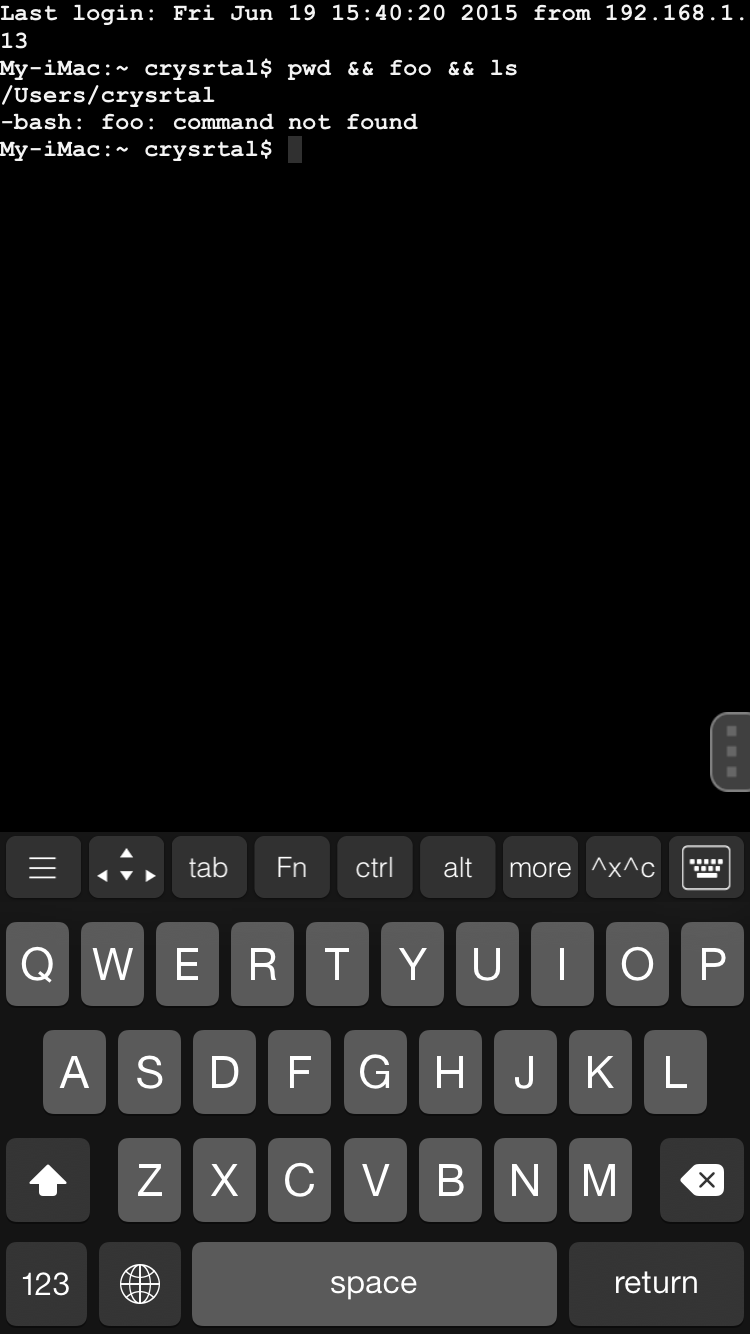 Last login: Fri Jun 19 15:40:20 2015 from 192.168.1.
13
My-iMac:~ crysrtal$ pwd && foo && ls
/Users/crysrtal
-bash: foo: command not found
My-iMac:~ crysrtal$
tab Fn ctrl alt more ^x^c
Q W E R T Y U I O P
A S D F G H J K L
Z X C V B N M
123 space return